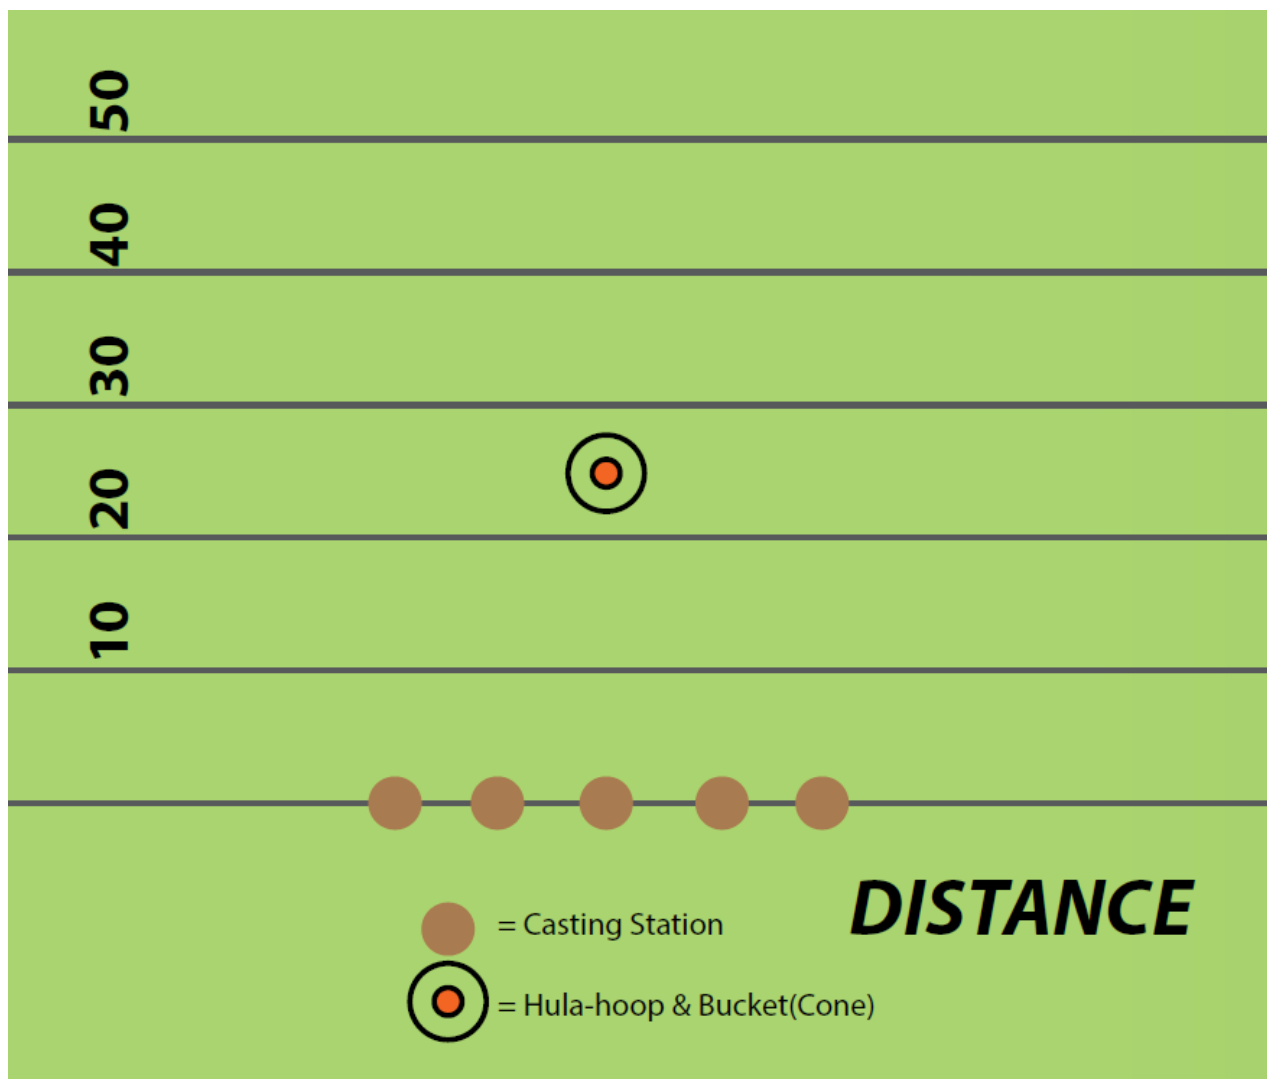 50
40
30
20
10
DISTANCE
= Casting Station
= Hula-hoop & Bucket(Cone)